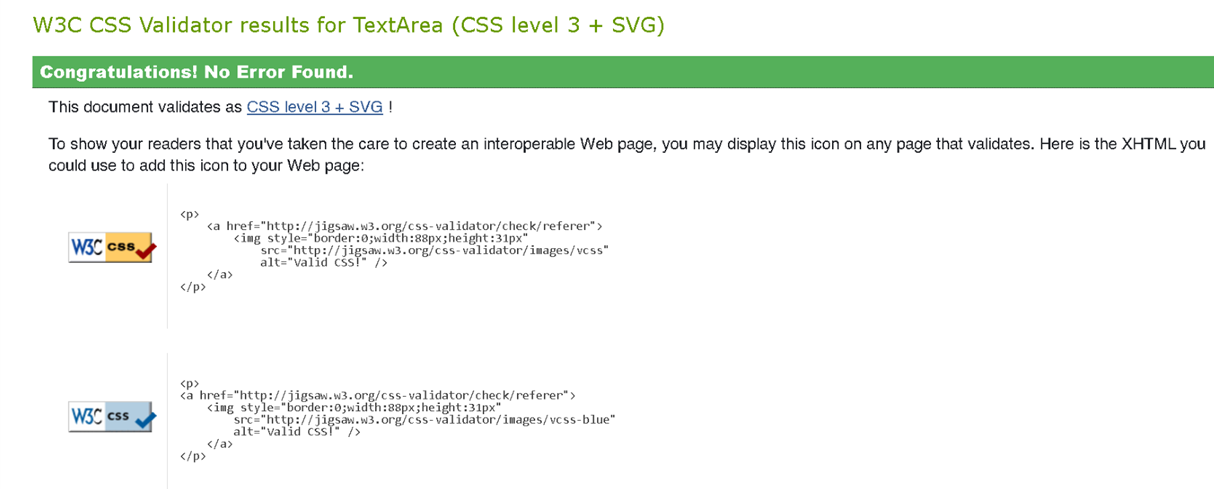 W3C CSS Validator results for TextArea (CSS level 3 + SVG)
Congratulations! No Error Found.
This document validates as CSS level 3 + SVG !
To show your readers that you've taken the care to create an interoperable Web page, you may display this icon on any page that validates. Here is the XHTML you
could use to add this icon to your Web page:
W3C css
<p>
<a href="http://jigsaw.w3.org/css-validator/check/referer">
<img style="border:0;width:88px;height:31px"
src="http://jigsaw.w3.org/css-validator/images/vcss"
alt="Valid CSS!" />
</a>
</p>
W3C css
<p>
<a href="http://jigsaw.w3.org/css-validator/check/referer">
<img style="border:0;width:88px;height:31px"
src="http://jigsaw.w3.org/css-validator/images/vcss-blue"
alt="Valid CSS!" />
</a>
</p>